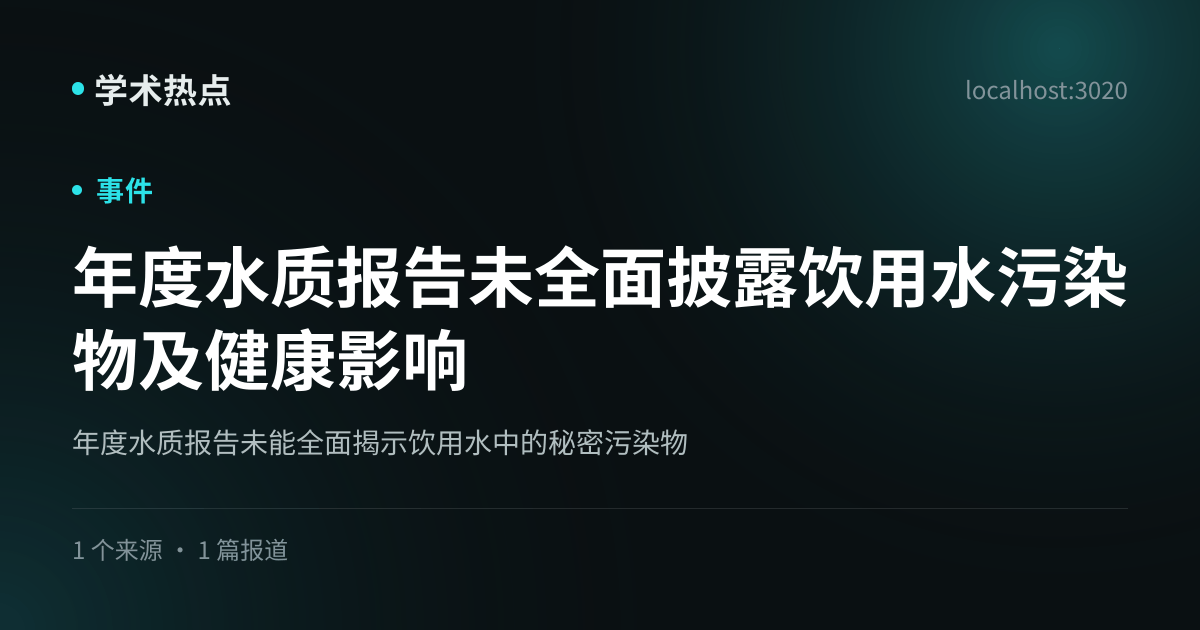 学术热点
localhost:3020
事件
年度水质报告未全面披露饮用水污染
物及健康影响
年度水质报告未能全面揭示饮用水中的秘密污染物
1 个来源 · 1 篇报道